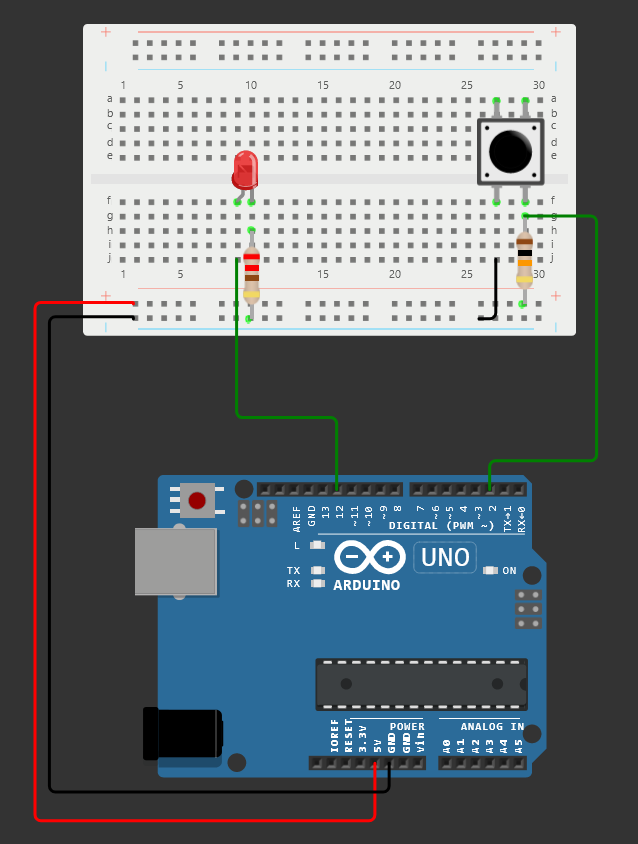 + +
1 5 10 15 20 25 30
a a
b b
c c
d d
e e
f f
g g
h h
i i
j j
1 5 15 20 25 30
+ +
AREF GND 13 12 ~11 ~10 ~9 8 7 ~6 ~5 4 ~3 2 TX→1 RX←0
DIGITAL (PWM ~)
L
UNO
TX ON
RX
ARDUINO
POWER ANALOG IN
IOREF RESET 3.3V 5V GND GND Vin A0 A1 A2 A3 A4 A5